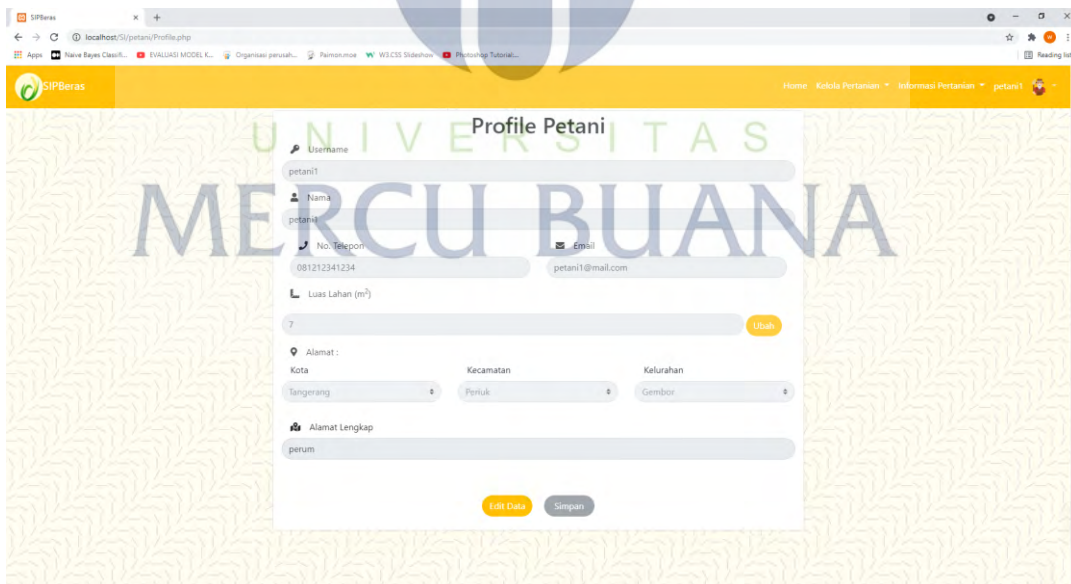 SIPBeras
localhost/SI/petani/Profile.php
Apps Naive Bayes Classifi... EVALUASI MODEL K... Organisasi perusah... Paimon.moe W3.CSS Slideshow Photoshop Tutorial:... Reading list
SIPBeras Home Kelola Pertanian Informasi Pertanian petani1
UNIVERSITAS
MERCU BUANA
Profile Petani
Username
petani1
Nama
petani1
No. Telepon Email
081212341234 petani1@mail.com
Luas Lahan (m²)
7 Ubah
Alamat :
Kota Kecamatan Kelurahan
Tangerang Periuk Gembor
Alamat Lengkap
perum
Edit Data Simpan